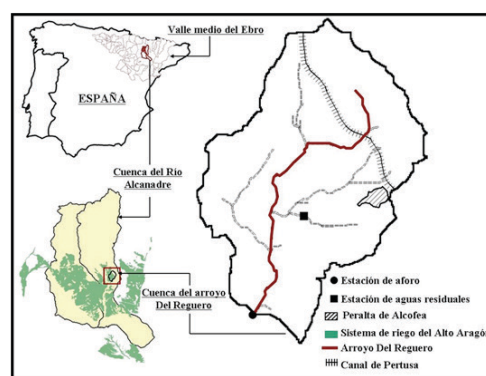 Valle medio del Ebro
ESPAÑA
Cuenca del Río
Alcanadre
Cuenca del arroyo
Del Reguero
Estación de aforo
Estación de aguas residuales
Peralta de Alcofea
Sistema de riego del Alto Aragón
Arroyo Del Reguero
Canal de Pertusa